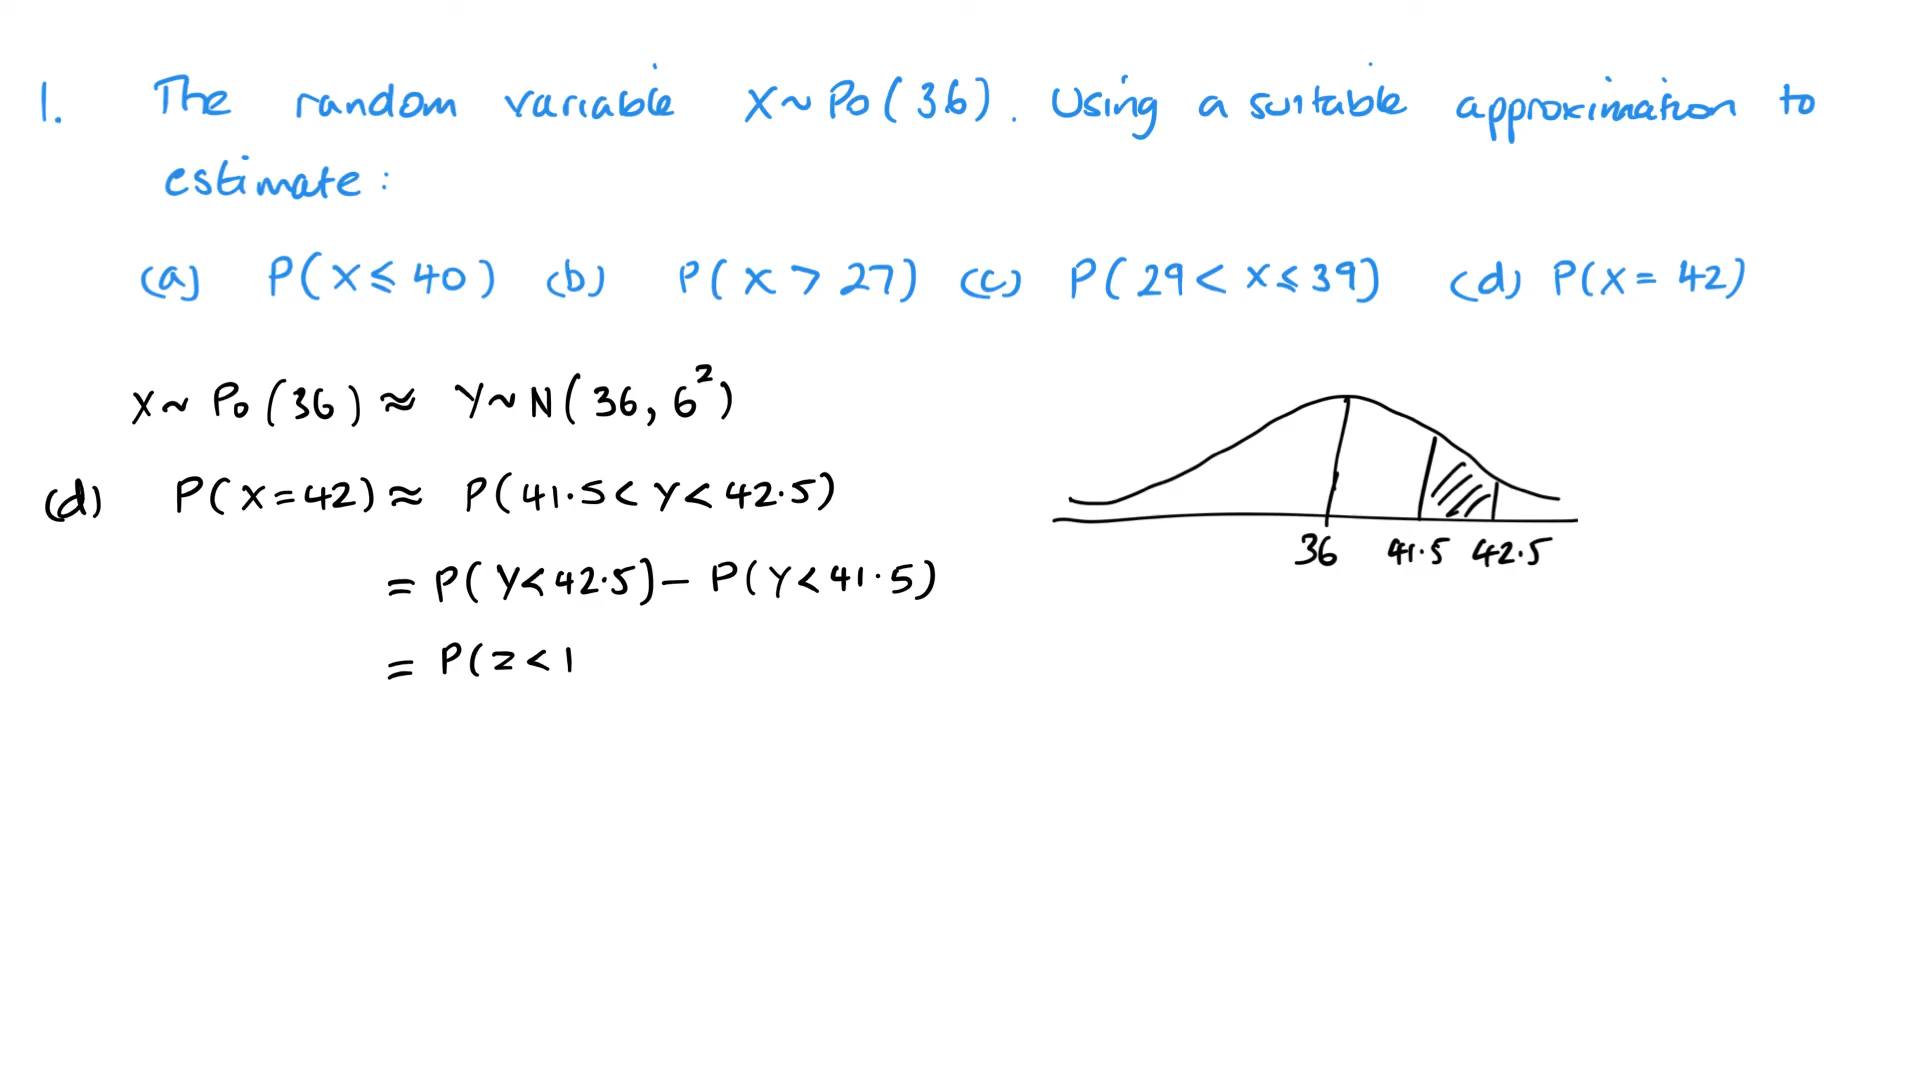 1. The random variable X ~ Po(36). Using a suitable approximation to
estimate:
(a) P(X ≤ 40) (b) P(X > 27) (c) P(29 < X ≤ 39) (d) P(X = 42)
X ~ Po(36) ≈ Y ~ N(36, 6²)
(d) P(X = 42) ≈ P(41.5 < Y < 42.5)
= P(Y < 42.5) − P(Y < 41.5)
= P(Z < 1
36 41.5 42.5